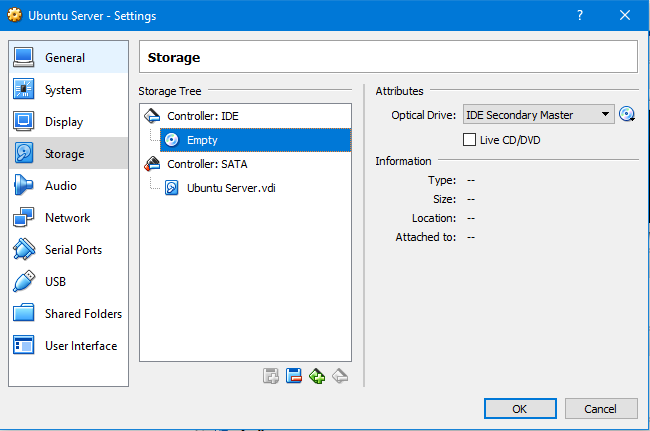 Ubuntu Server - Settings
General
System
Display
Storage
Audio
Network
Serial Ports
USB
Shared Folders
User Interface
Storage
Storage Tree
Controller: IDE
Empty
Controller: SATA
Ubuntu Server.vdi
Attributes
Optical Drive: IDE Secondary Master
Live CD/DVD
Information
Type: --
Size: --
Location: --
Attached to: --
OK Cancel